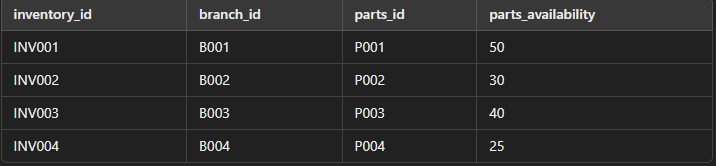 inventory_id branch_id parts_id parts_availability
INV001 B001 P001 50
INV002 B002 P002 30
INV003 B003 P003 40
INV004 B004 P004 25